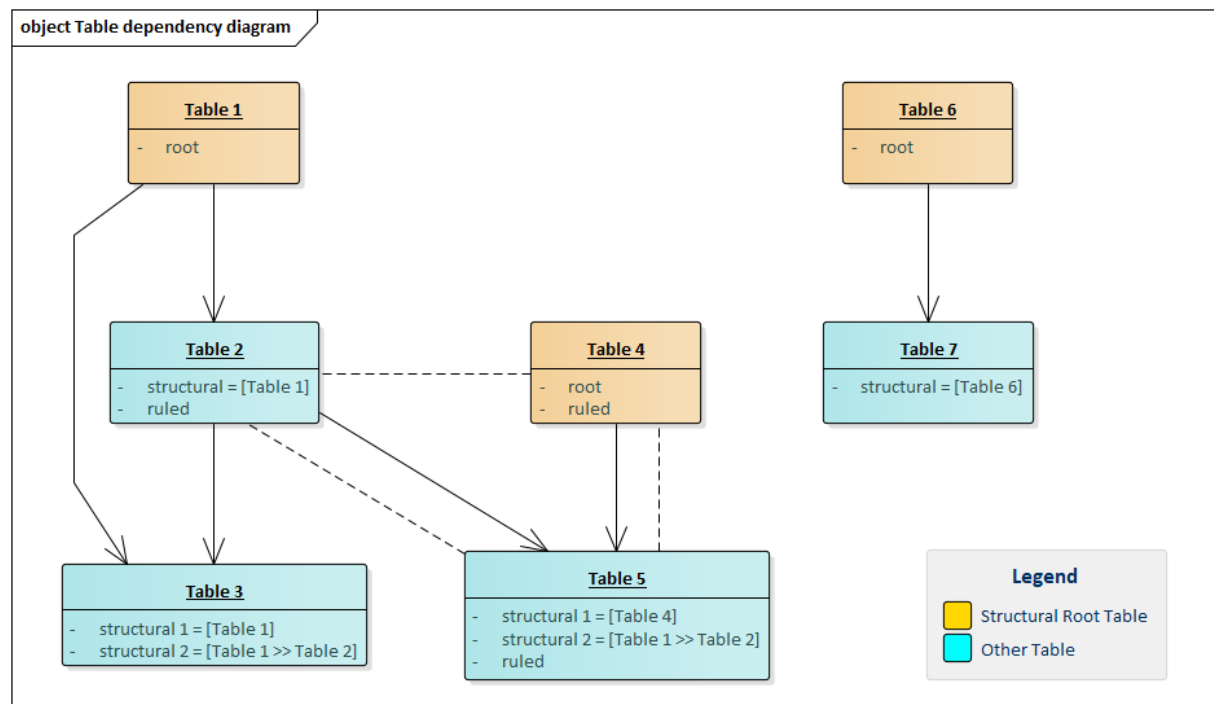 object Table dependency diagram
Table 1
- root
Table 6
- root
Table 2
- structural = [Table 1]
- ruled
Table 4
- root
- ruled
Table 7
- structural = [Table 6]
Table 3
- structural 1 = [Table 1]
- structural 2 = [Table 1 >> Table 2]
Table 5
- structural 1 = [Table 4]
- structural 2 = [Table 1 >> Table 2]
- ruled
Legend
Structural Root Table
Other Table